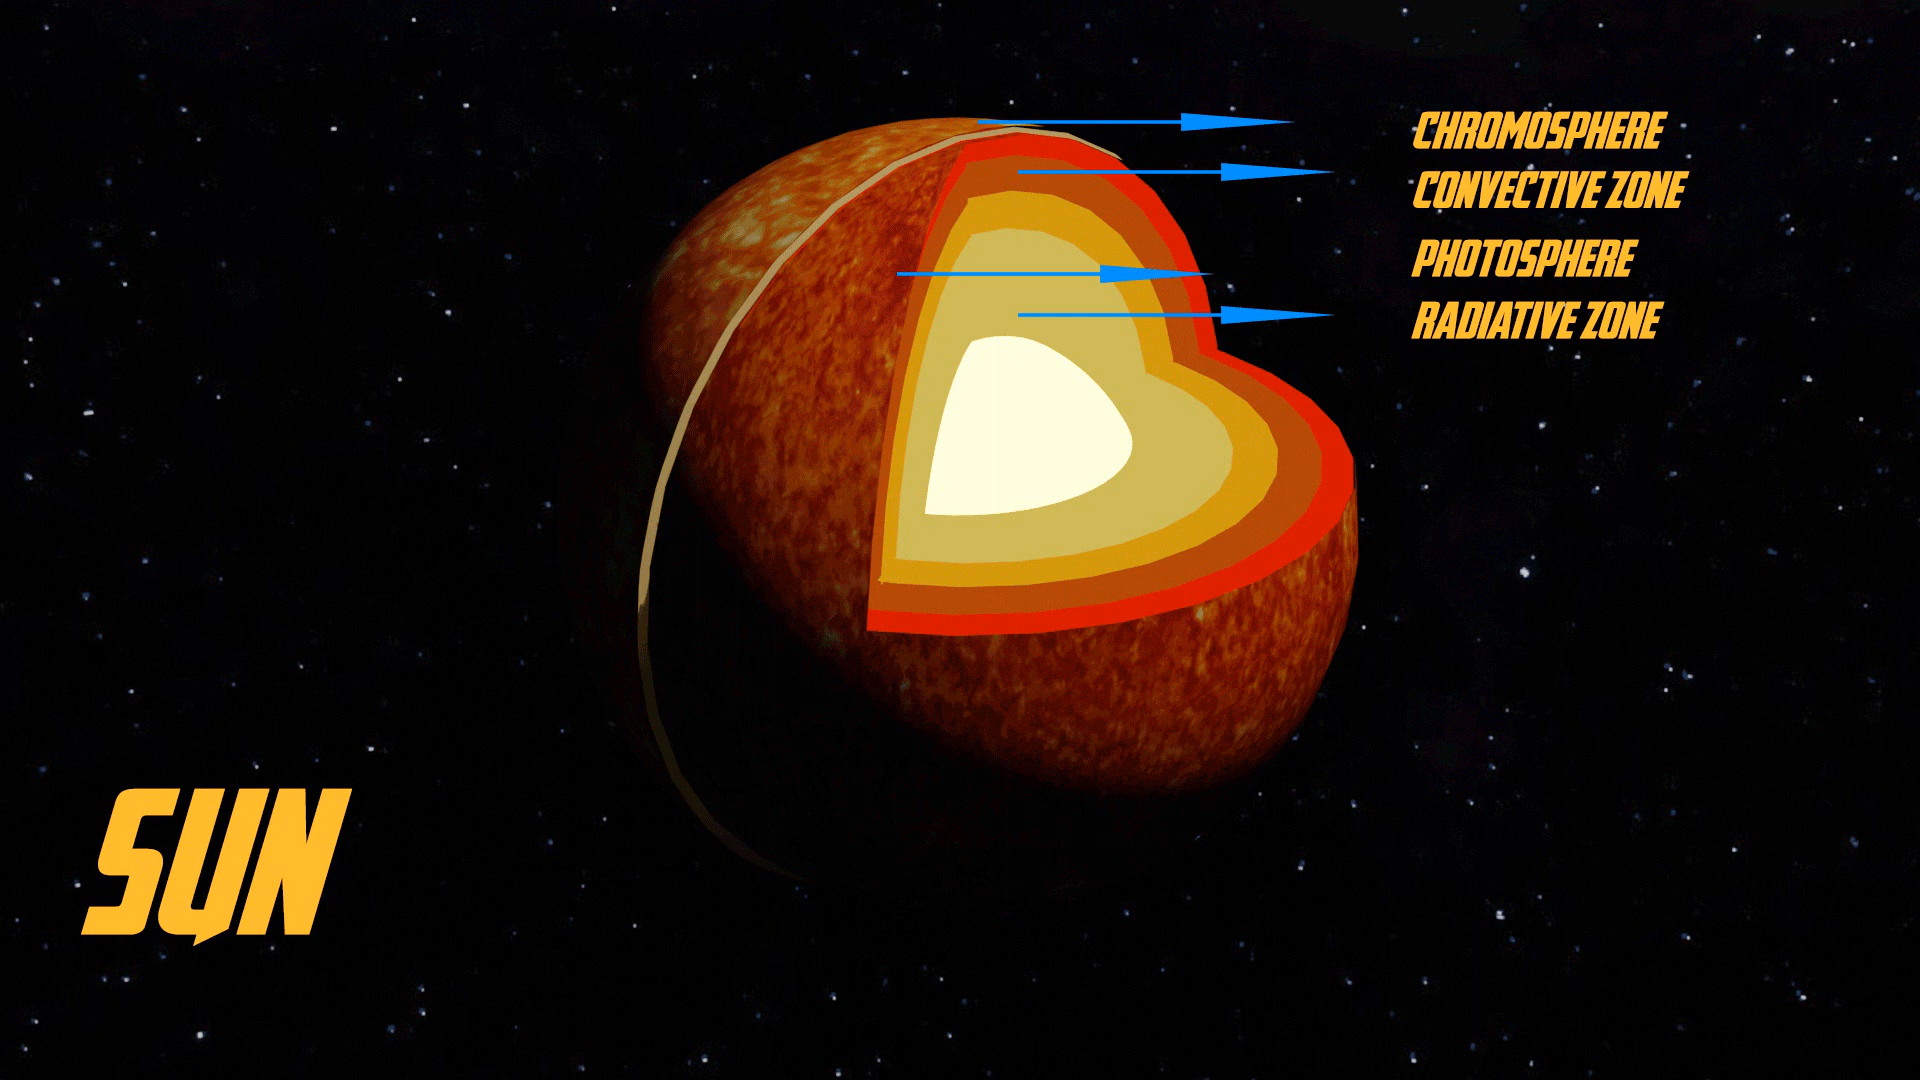 CHROMOSPHERE
CONVECTIVE ZONE
PHOTOSPHERE
RADIATIVE ZONE
SUN